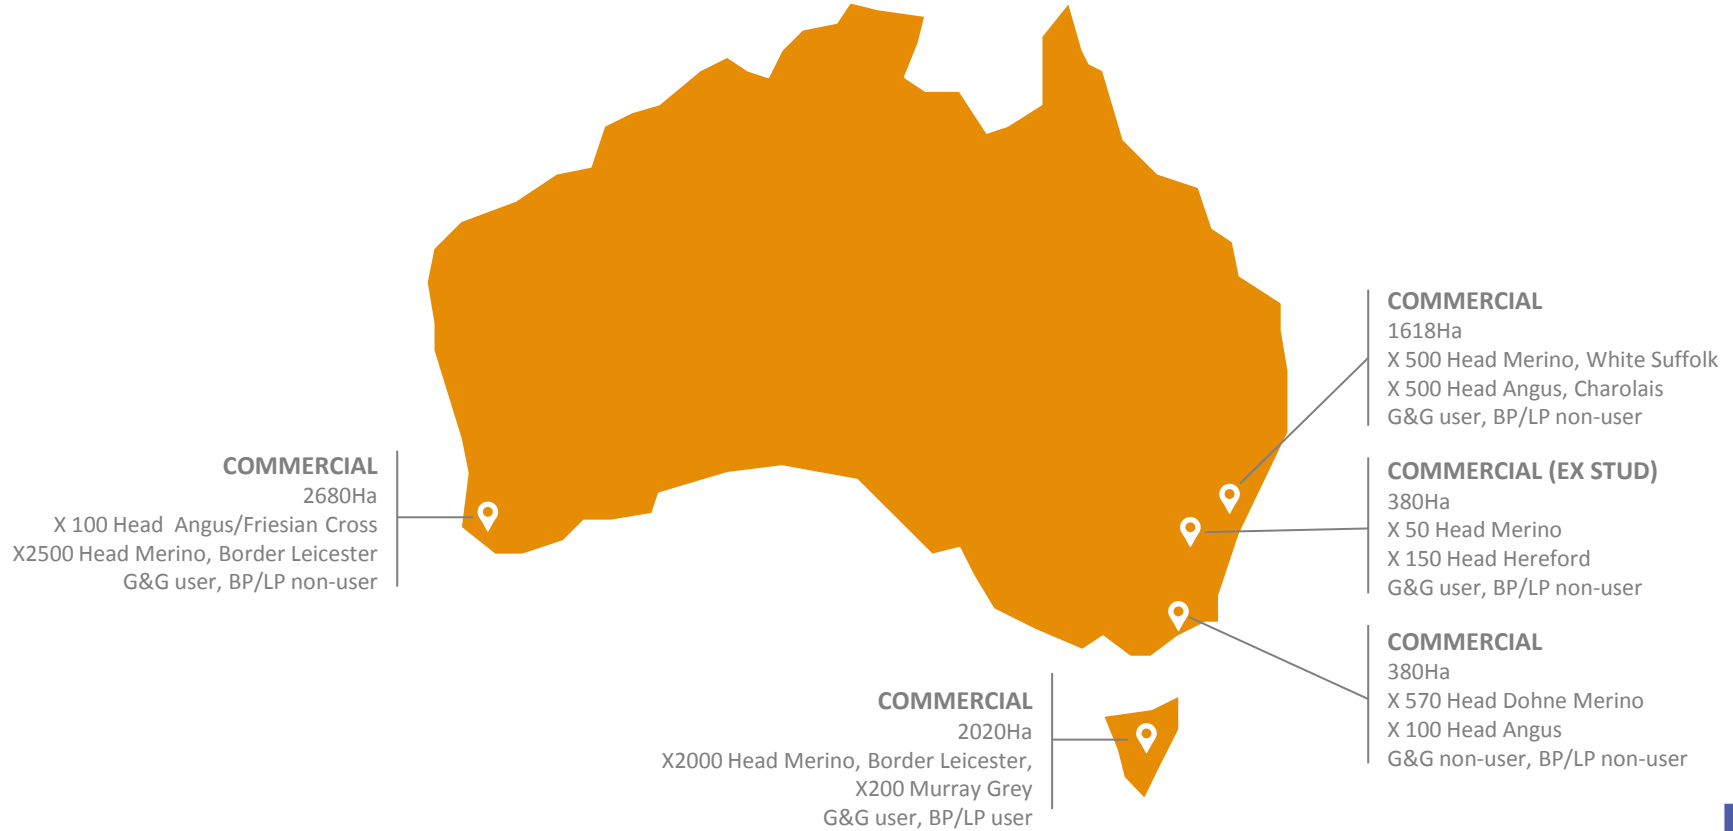 COMMERCIAL
1618Ha
X 500 Head Merino, White Suffolk
X 500 Head Angus, Charolais
G&G user, BP/LP non-user
COMMERCIAL
2680Ha
X 100 Head Angus/Friesian Cross
X2500 Head Merino, Border Leicester
G&G user, BP/LP non-user
COMMERCIAL (EX STUD)
380Ha
X 50 Head Merino
X 150 Head Hereford
G&G user, BP/LP non-user
COMMERCIAL
380Ha
X 570 Head Dohne Merino
X 100 Head Angus
G&G non-user, BP/LP non-user
COMMERCIAL
2020Ha
X2000 Head Merino, Border Leicester,
X200 Murray Grey
G&G user, BP/LP user